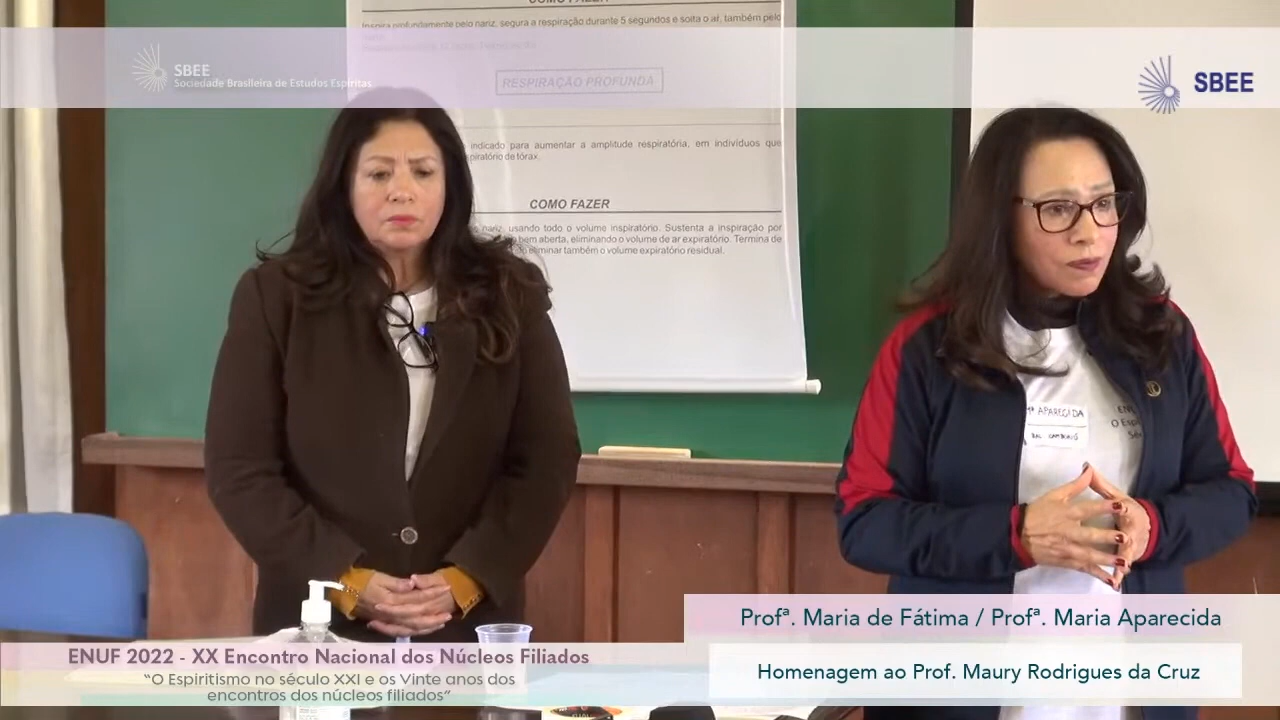 COMO FAZER
Inspira profundamente pelo nariz, segura a respiração durante 5 segundos e solta o ar, também pelo
SBEE
Sociedade Brasileira de Estudos Espíritas
SBEE
RESPIRAÇÃO PROFUNDA
indicado para aumentar a amplitude respiratória, em indivíduos que
de tórax.
COMO FAZER
nariz, usando todo o volume inspiratório. Sustenta a inspiração por
bem aberta, eliminando o volume de ar expiratório. Termina de
eliminar também o volume expiratório residual.
Mª APARECIDA
BAL CAMBORIÚ
O
Profª. Maria de Fátima / Profª. Maria Aparecida
Homenagem ao Prof. Maury Rodrigues da Cruz
ENUF 2022 - XX Encontro Nacional dos Núcleos Filiados
“O Espiritismo no século XXI e os Vinte anos dos
encontros dos núcleos filiados”